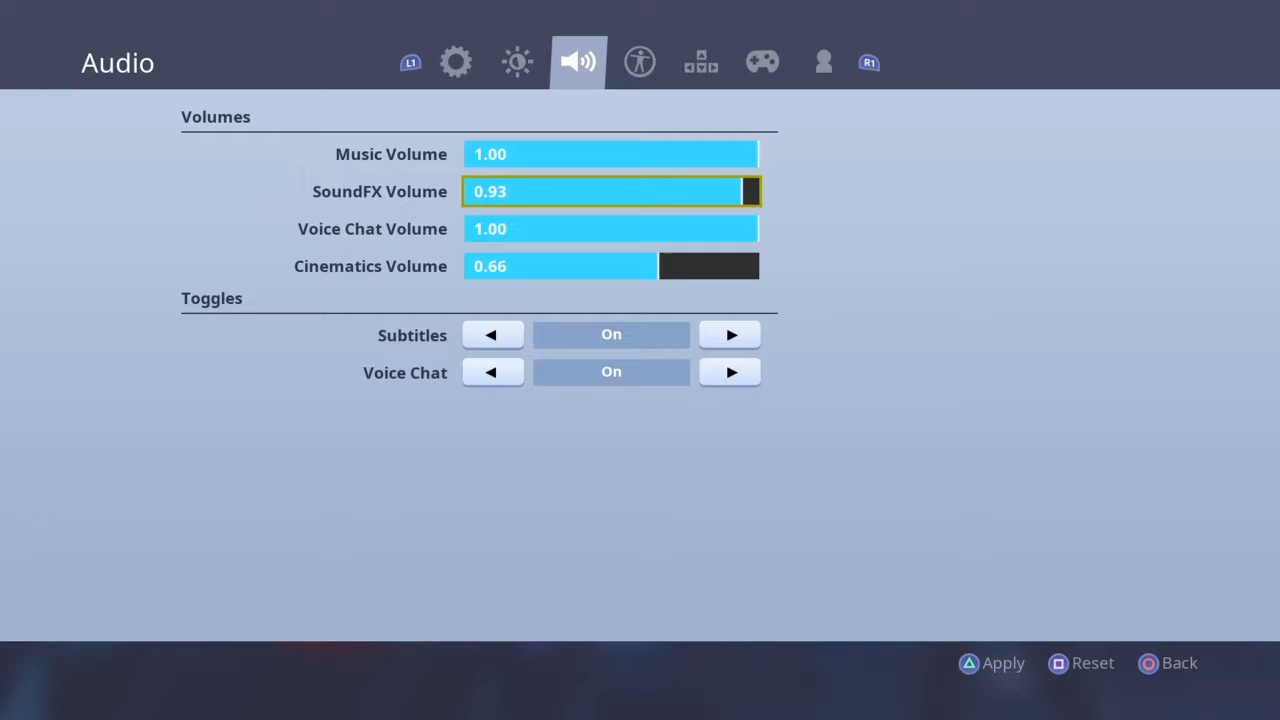 Audio
L1
R1
Volumes
Music Volume 1.00
SoundFX Volume 0.93
Voice Chat Volume 1.00
Cinematics Volume 0.66
Toggles
Subtitles ◀ On ▶
Voice Chat ◀ On ▶
Apply Reset Back